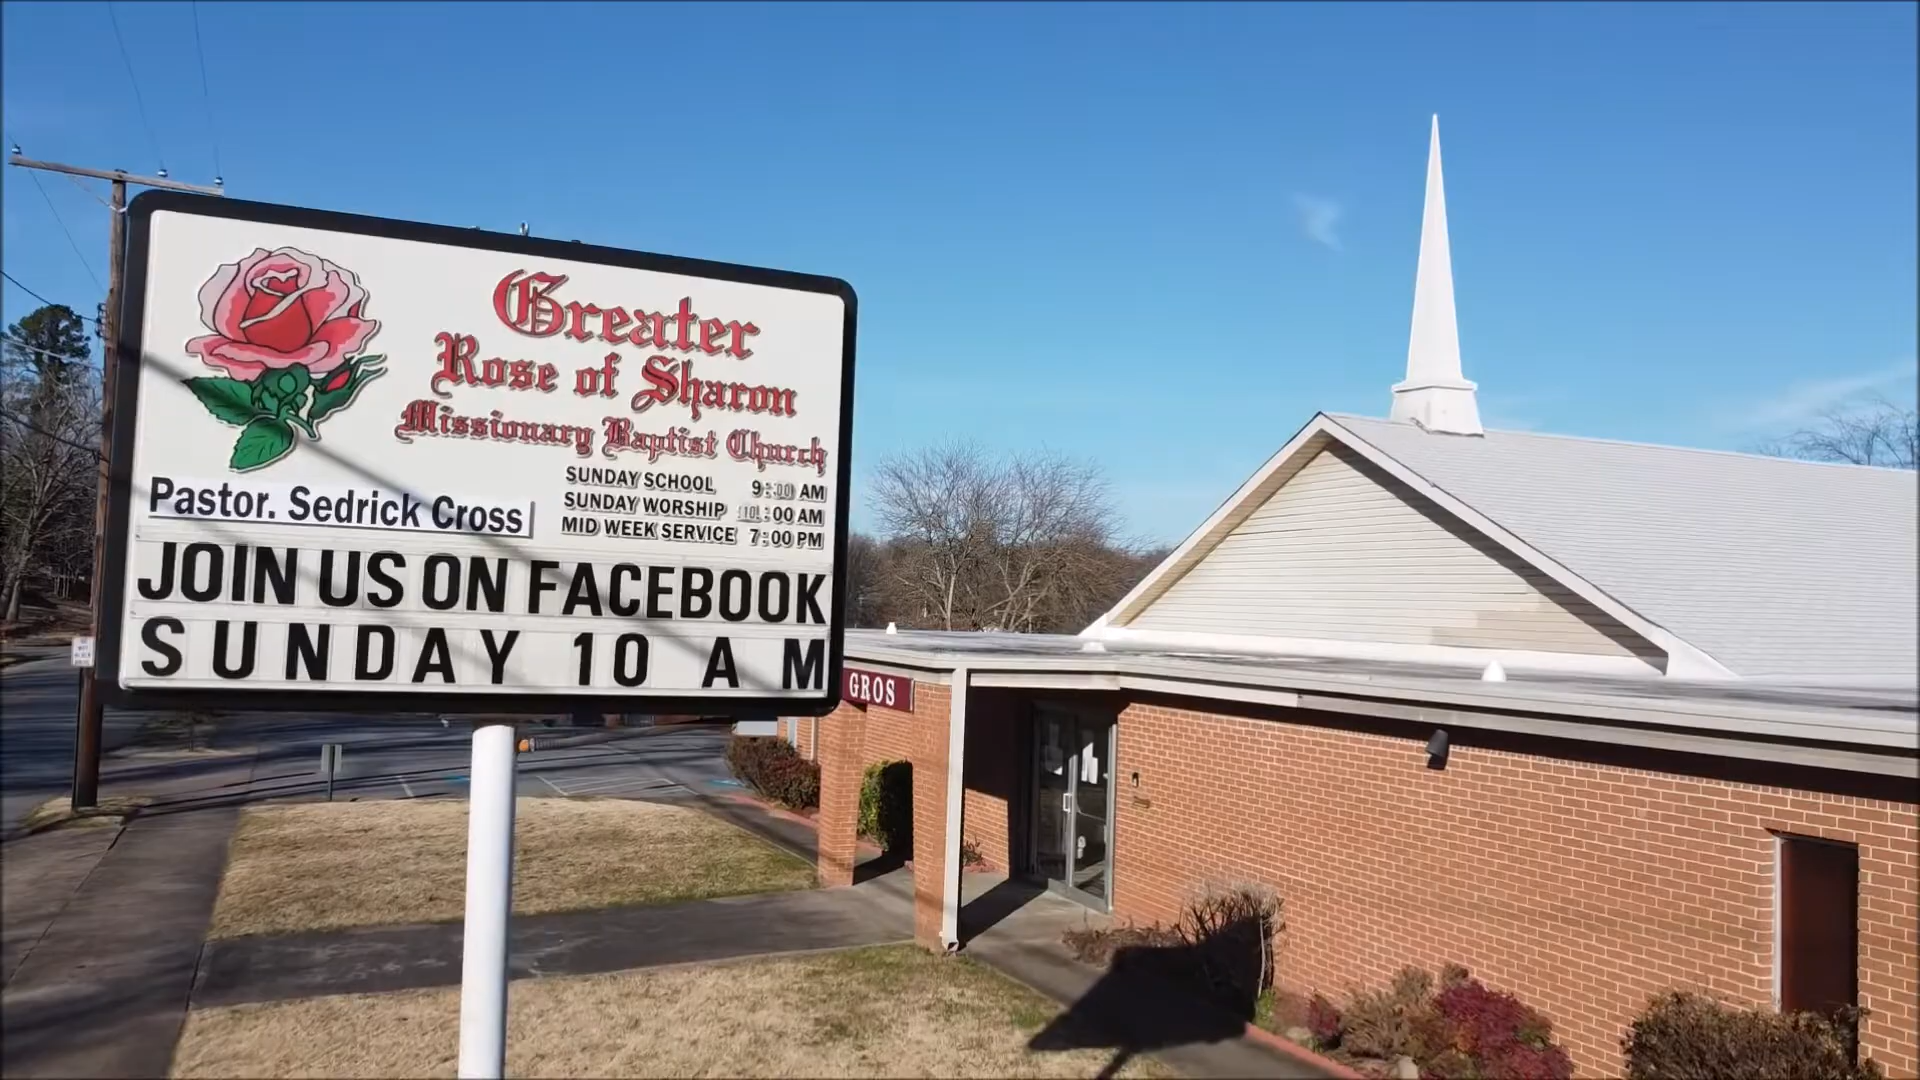 Greater
Rose of Sharon
Missionary Baptist Church
SUNDAY SCHOOL 9:00 AM
SUNDAY WORSHIP 10:00 AM
MID WEEK SERVICE 7:00 PM
Pastor. Sedrick Cross
JOIN US ON FACEBOOK
SUNDAY 10 A M
GROS